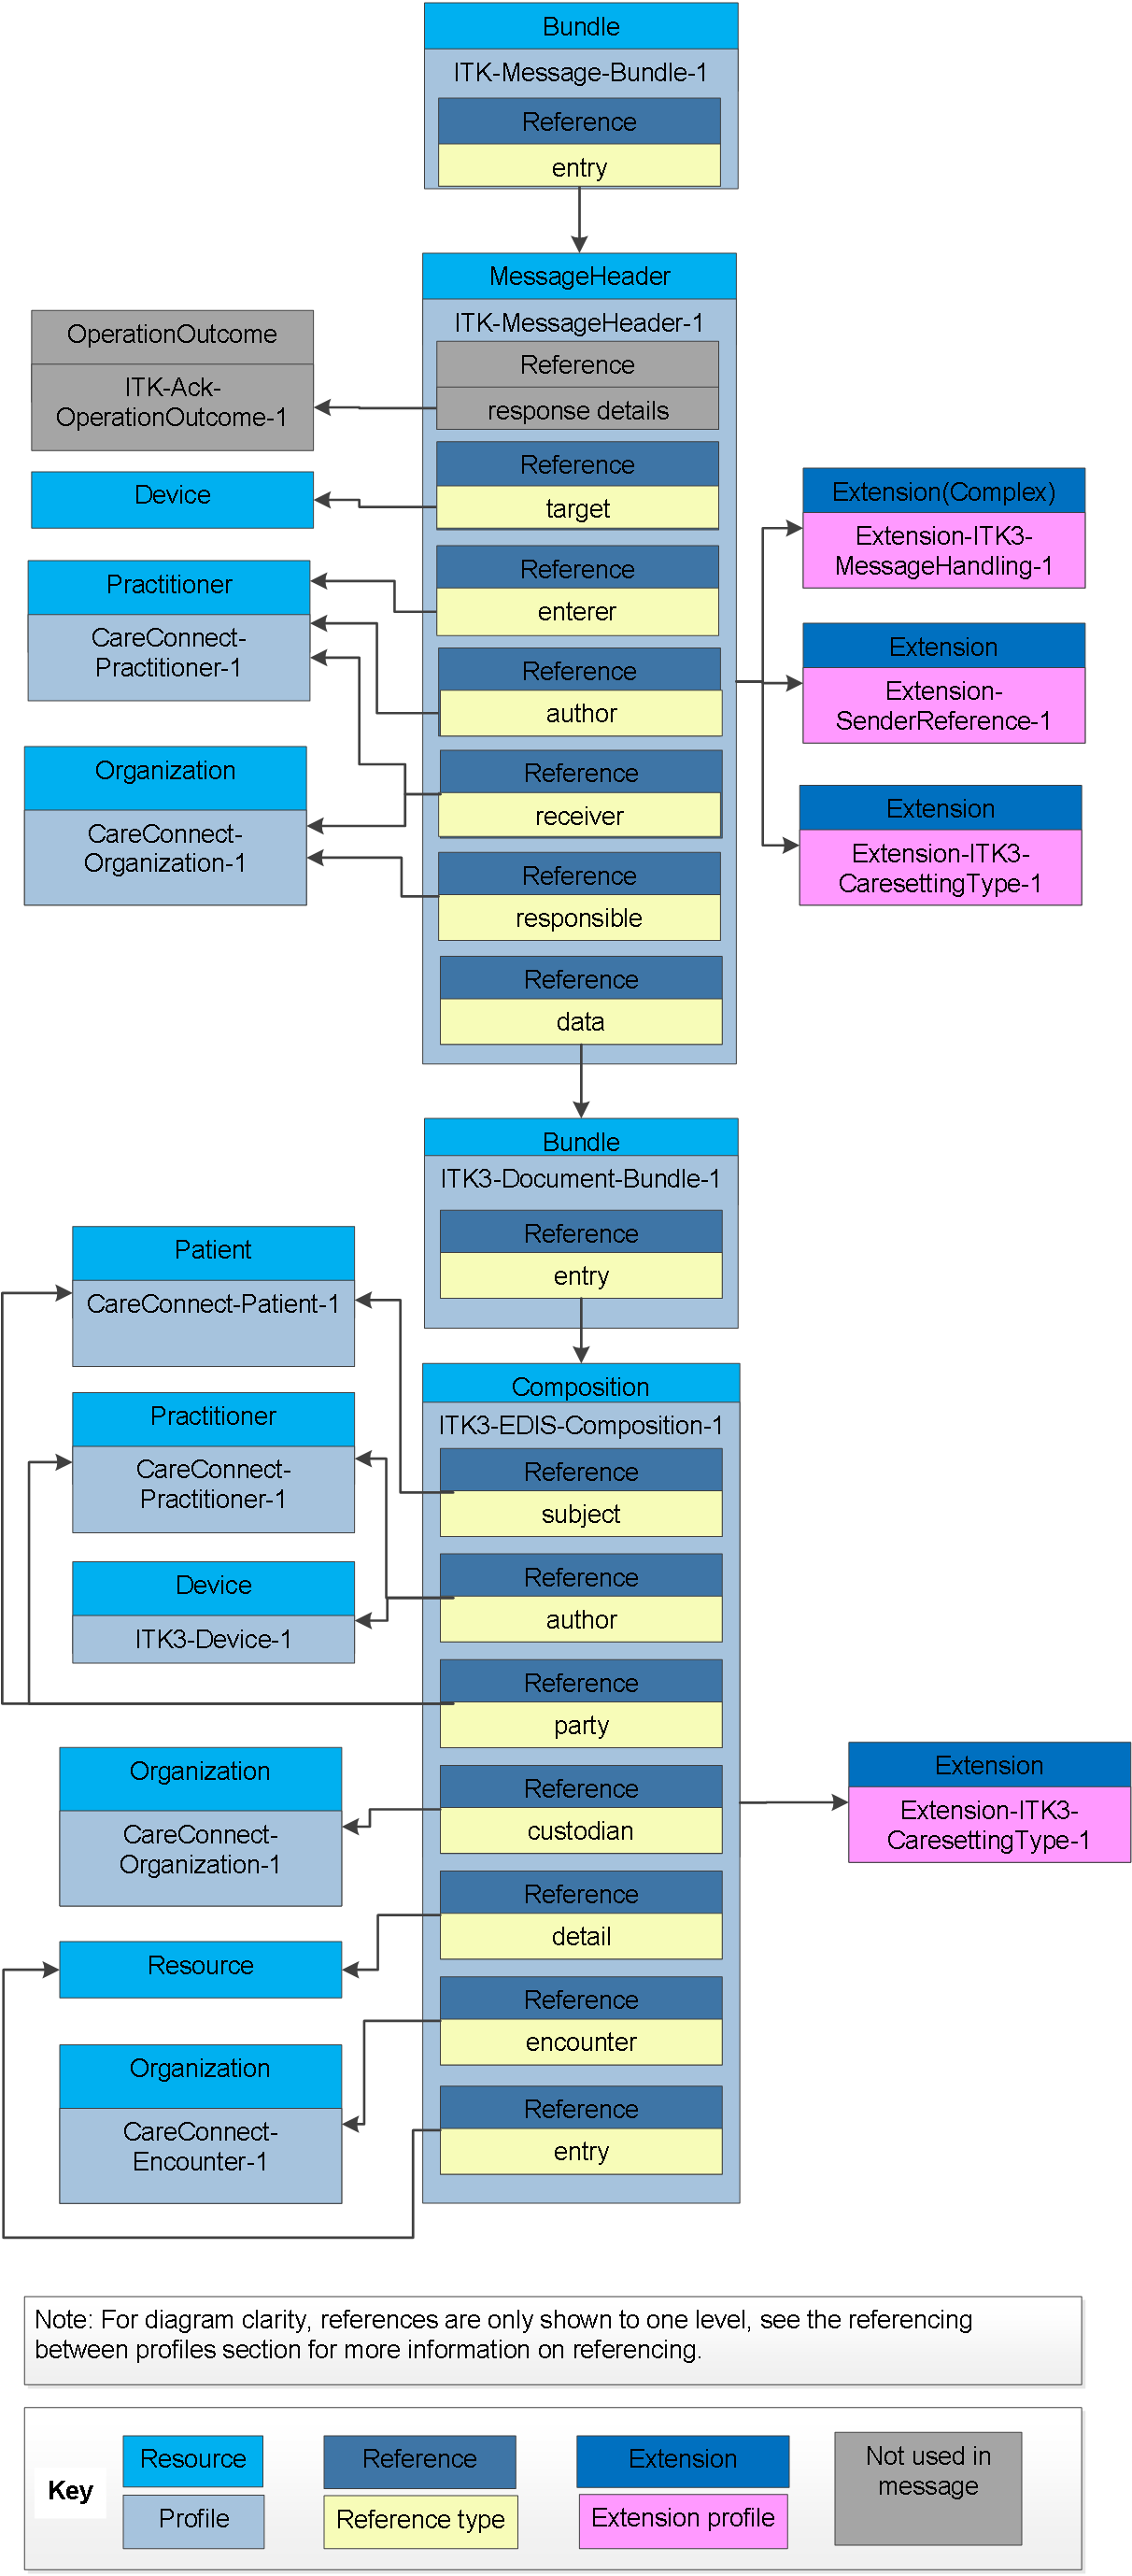 Bundle
ITK-Message-Bundle-1
Reference
entry
MessageHeader
ITK-MessageHeader-1
Reference
response details
Reference
target
Reference
enterer
Reference
author
Reference
receiver
Reference
responsible
Reference
data
OperationOutcome
ITK-Ack-
OperationOutcome-1
Device
Practitioner
CareConnect-
Practitioner-1
Organization
CareConnect-
Organization-1
Extension(Complex)
Extension-ITK3-
MessageHandling-1
Extension
Extension-
SenderReference-1
Extension
Extension-ITK3-
CaresettingType-1
Bundle
ITK3-Document-Bundle-1
Reference
entry
Composition
ITK3-EDIS-Composition-1
Reference
subject
Reference
author
Reference
party
Reference
custodian
Reference
detail
Reference
encounter
Reference
entry
Patient
CareConnect-Patient-1
Practitioner
CareConnect-
Practitioner-1
Device
ITK3-Device-1
Organization
CareConnect-
Organization-1
Resource
Organization
CareConnect-
Encounter-1
Extension
Extension-ITK3-
CaresettingType-1
Note: For diagram clarity, references are only shown to one level, see the referencing
between profiles section for more information on referencing.
Key
Resource
Profile
Reference
Reference type
Extension
Extension profile
Not used in
message